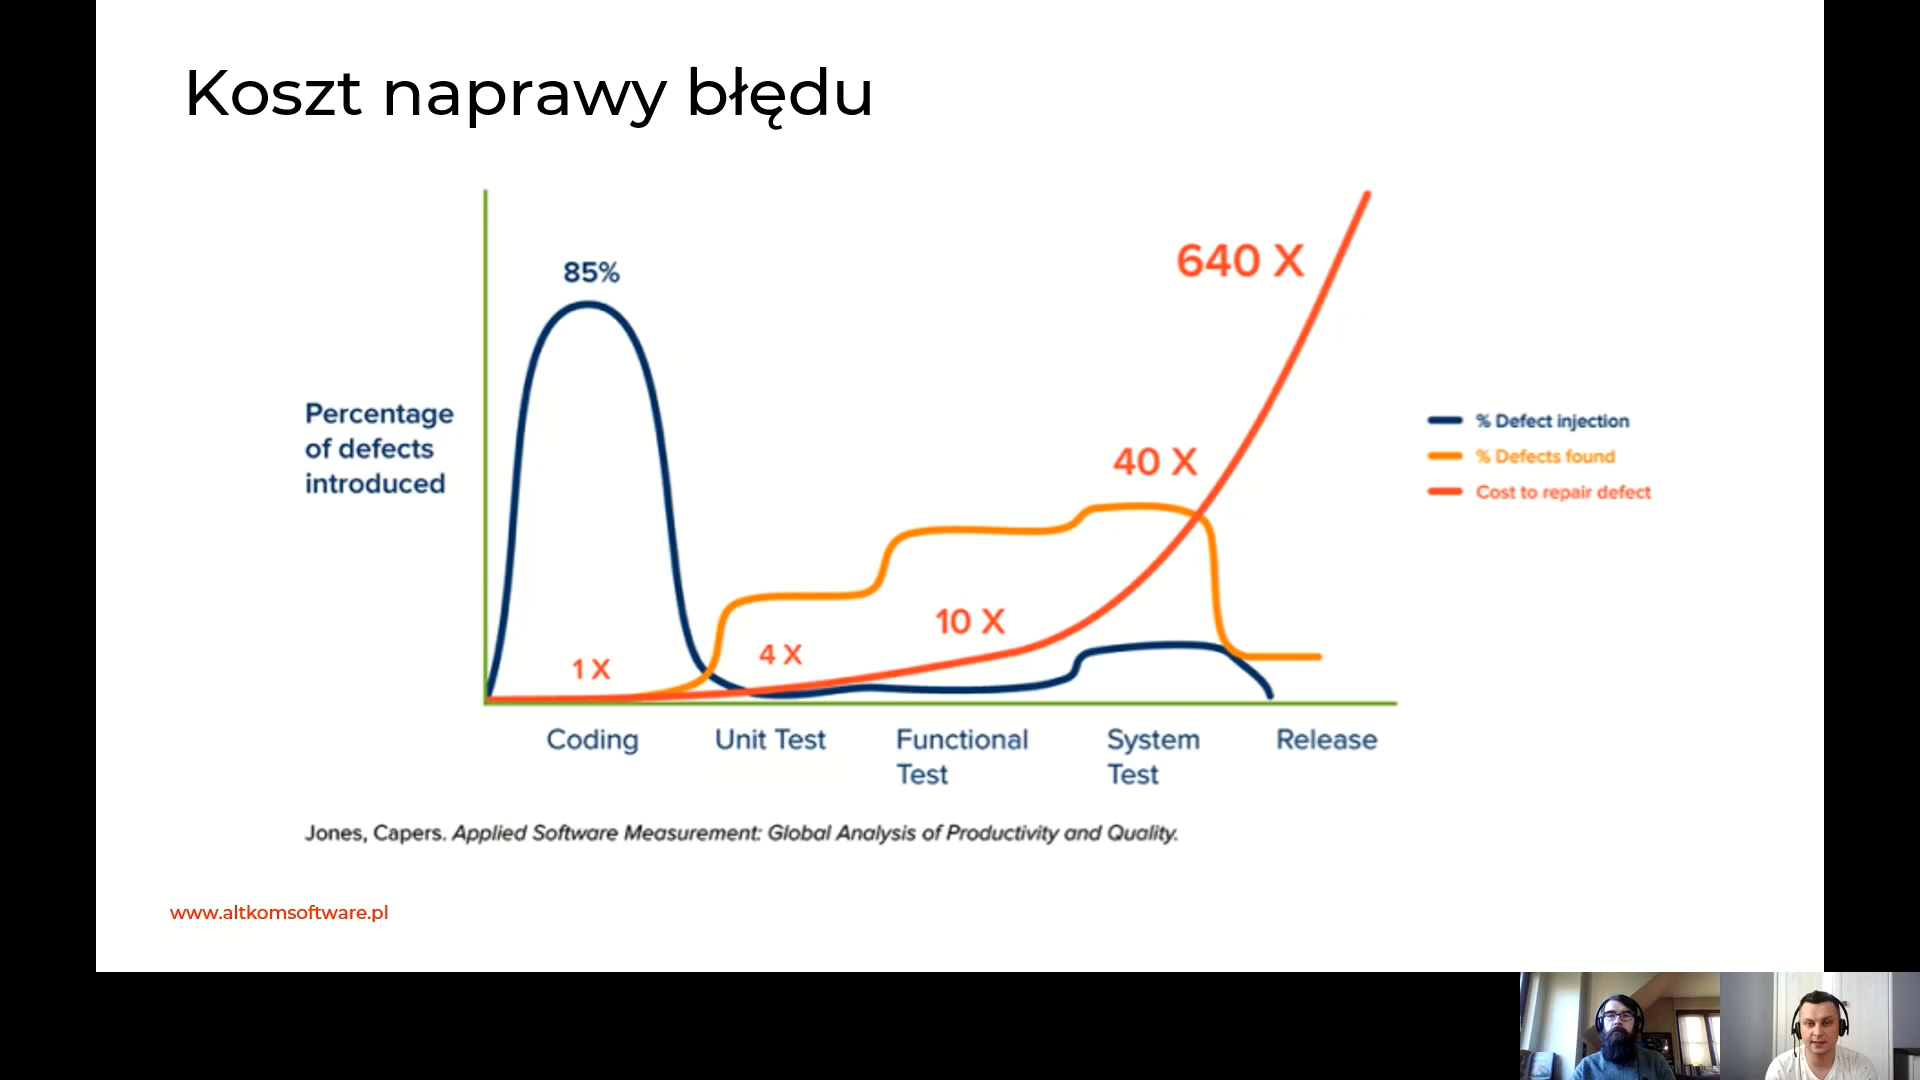 Koszt naprawy błędu
85%
640 X
Percentage
of defects
introduced
40 X
% Defect injection
% Defects found
Cost to repair defect
10 X
4 X
1 X
Coding
Unit Test
Functional
Test
System
Test
Release
Jones, Capers. Applied Software Measurement: Global Analysis of Productivity and Quality.
www.altkomsoftware.pl